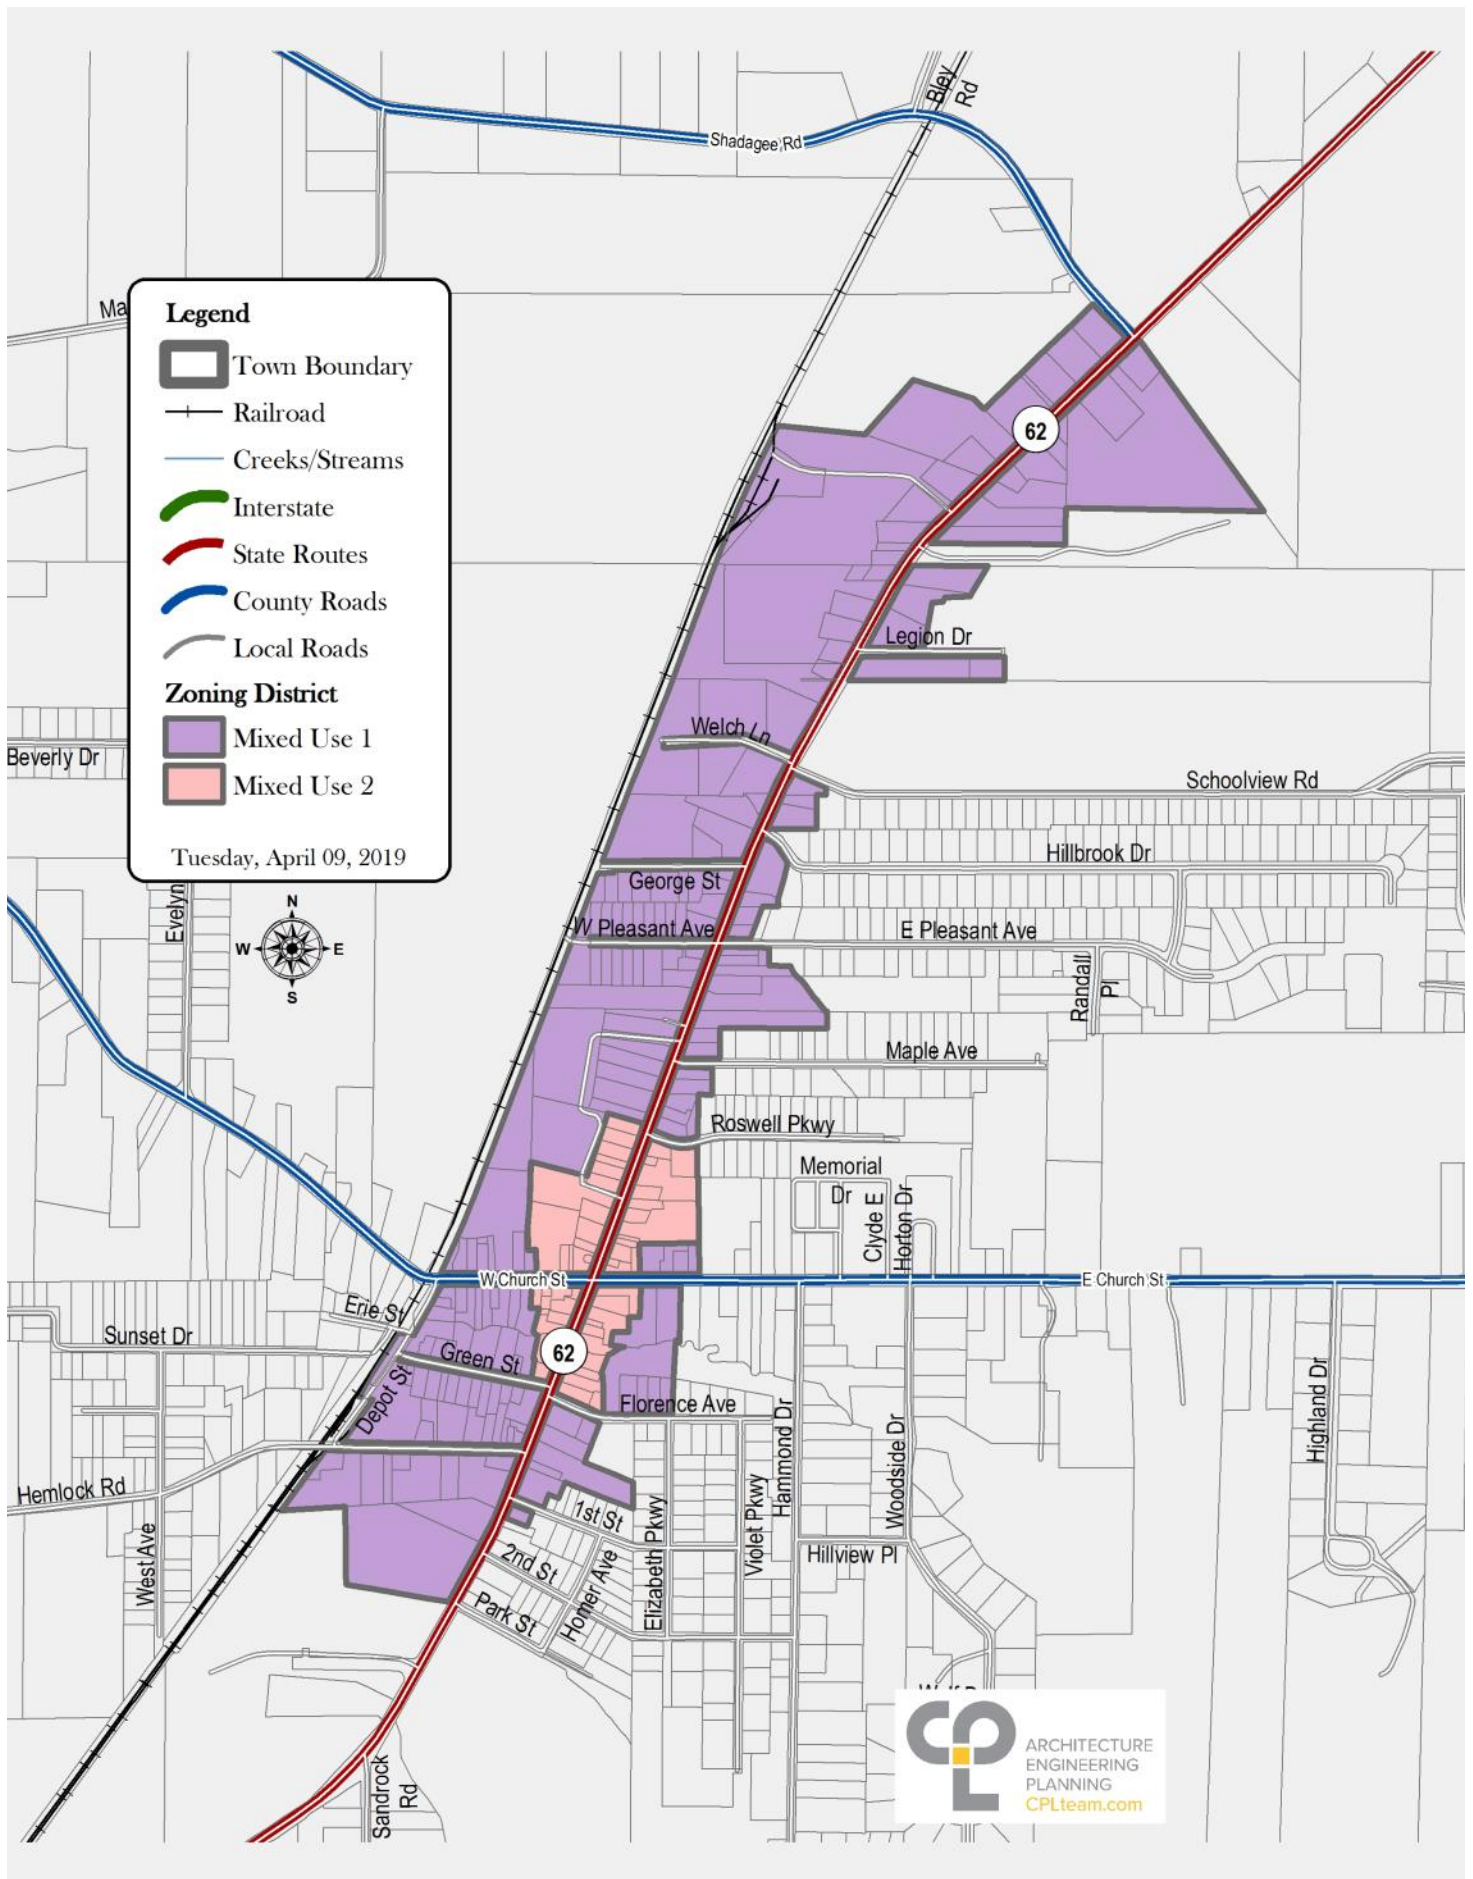 Bley
Rd
Shadagee Rd
Legend
Town Boundary
Railroad
Creeks/Streams
Interstate
State Routes
County Roads
Local Roads
Zoning District
Mixed Use 1
Mixed Use 2
Tuesday, April 09, 2019
Ma
62
Legion Dr
Welch Ln
Beverly Dr
Schoolview Rd
Hillbrook Dr
George St
Evelyn
N
W
E
S
W Pleasant Ave
E Pleasant Ave
Randall
Pl
Maple Ave
Roswell Pkwy
Memorial
Dr
Clyde E
Horton Dr
W Church St
E Church St
Erie St
Sunset Dr
Green St
62
Depot St
Florence Ave
Hammond Dr
Woodside Dr
Highland Dr
Hemlock Rd
West Ave
1st St
2nd St
Park St
Homer Ave
Elizabeth Pkwy
Violet Pkwy
Hillview Pl
Sandrock
Rd
CPL
ARCHITECTURE
ENGINEERING
PLANNING
CPLteam.com